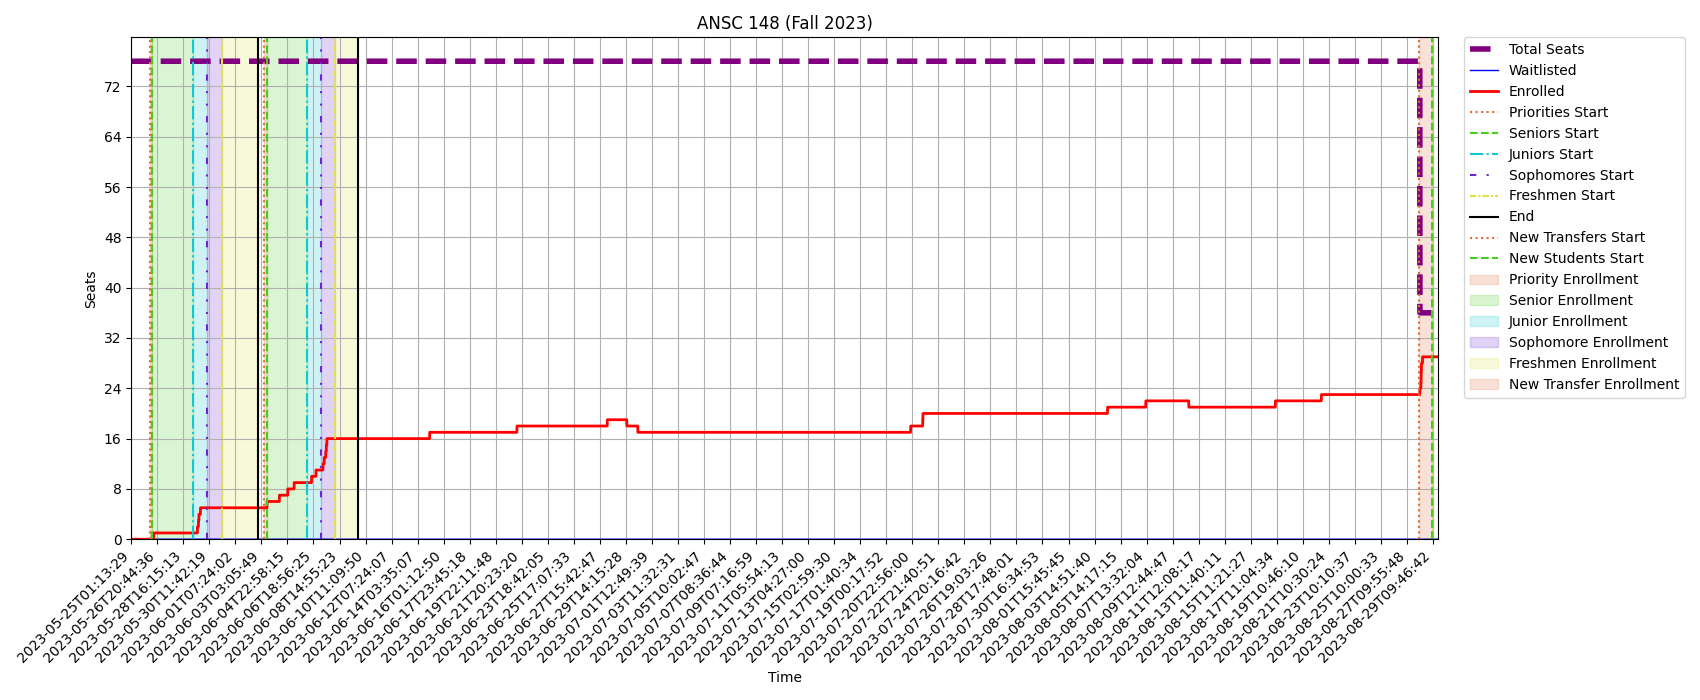 ANSC 148 (Fall 2023)
Seats
72
64
56
48
40
32
24
16
8
0
2023-05-25T01:13:29
2023-05-26T20:44:36
2023-05-28T16:15:13
2023-05-30T11:42:19
2023-06-01T07:24:02
2023-06-03T03:05:49
2023-06-04T22:58:15
2023-06-06T18:56:25
2023-06-08T14:55:23
2023-06-10T11:09:50
2023-06-12T07:24:07
2023-06-14T03:35:07
2023-06-16T01:12:50
2023-06-17T23:45:18
2023-06-19T22:11:48
2023-06-21T20:23:20
2023-06-23T18:42:05
2023-06-25T17:07:33
2023-06-27T15:42:47
2023-06-29T14:15:28
2023-07-01T12:49:39
2023-07-03T11:32:31
2023-07-05T10:02:47
2023-07-07T08:36:44
2023-07-09T07:16:59
2023-07-11T05:54:13
2023-07-13T04:27:00
2023-07-15T02:59:30
2023-07-17T01:40:34
2023-07-19T00:17:52
2023-07-20T22:56:00
2023-07-22T21:40:51
2023-07-24T20:16:42
2023-07-26T19:03:26
2023-07-28T17:48:01
2023-07-30T16:34:53
2023-08-01T15:45:45
2023-08-03T14:51:40
2023-08-05T14:17:15
2023-08-07T13:32:04
2023-08-09T12:44:47
2023-08-11T12:08:17
2023-08-13T11:40:11
2023-08-15T11:21:27
2023-08-17T11:04:34
2023-08-19T10:46:10
2023-08-21T10:30:24
2023-08-23T10:10:37
2023-08-25T10:00:33
2023-08-27T09:55:48
2023-08-29T09:46:42
Time
Total Seats
Waitlisted
Enrolled
Priorities Start
Seniors Start
Juniors Start
Sophomores Start
Freshmen Start
End
New Transfers Start
New Students Start
Priority Enrollment
Senior Enrollment
Junior Enrollment
Sophomore Enrollment
Freshmen Enrollment
New Transfer Enrollment